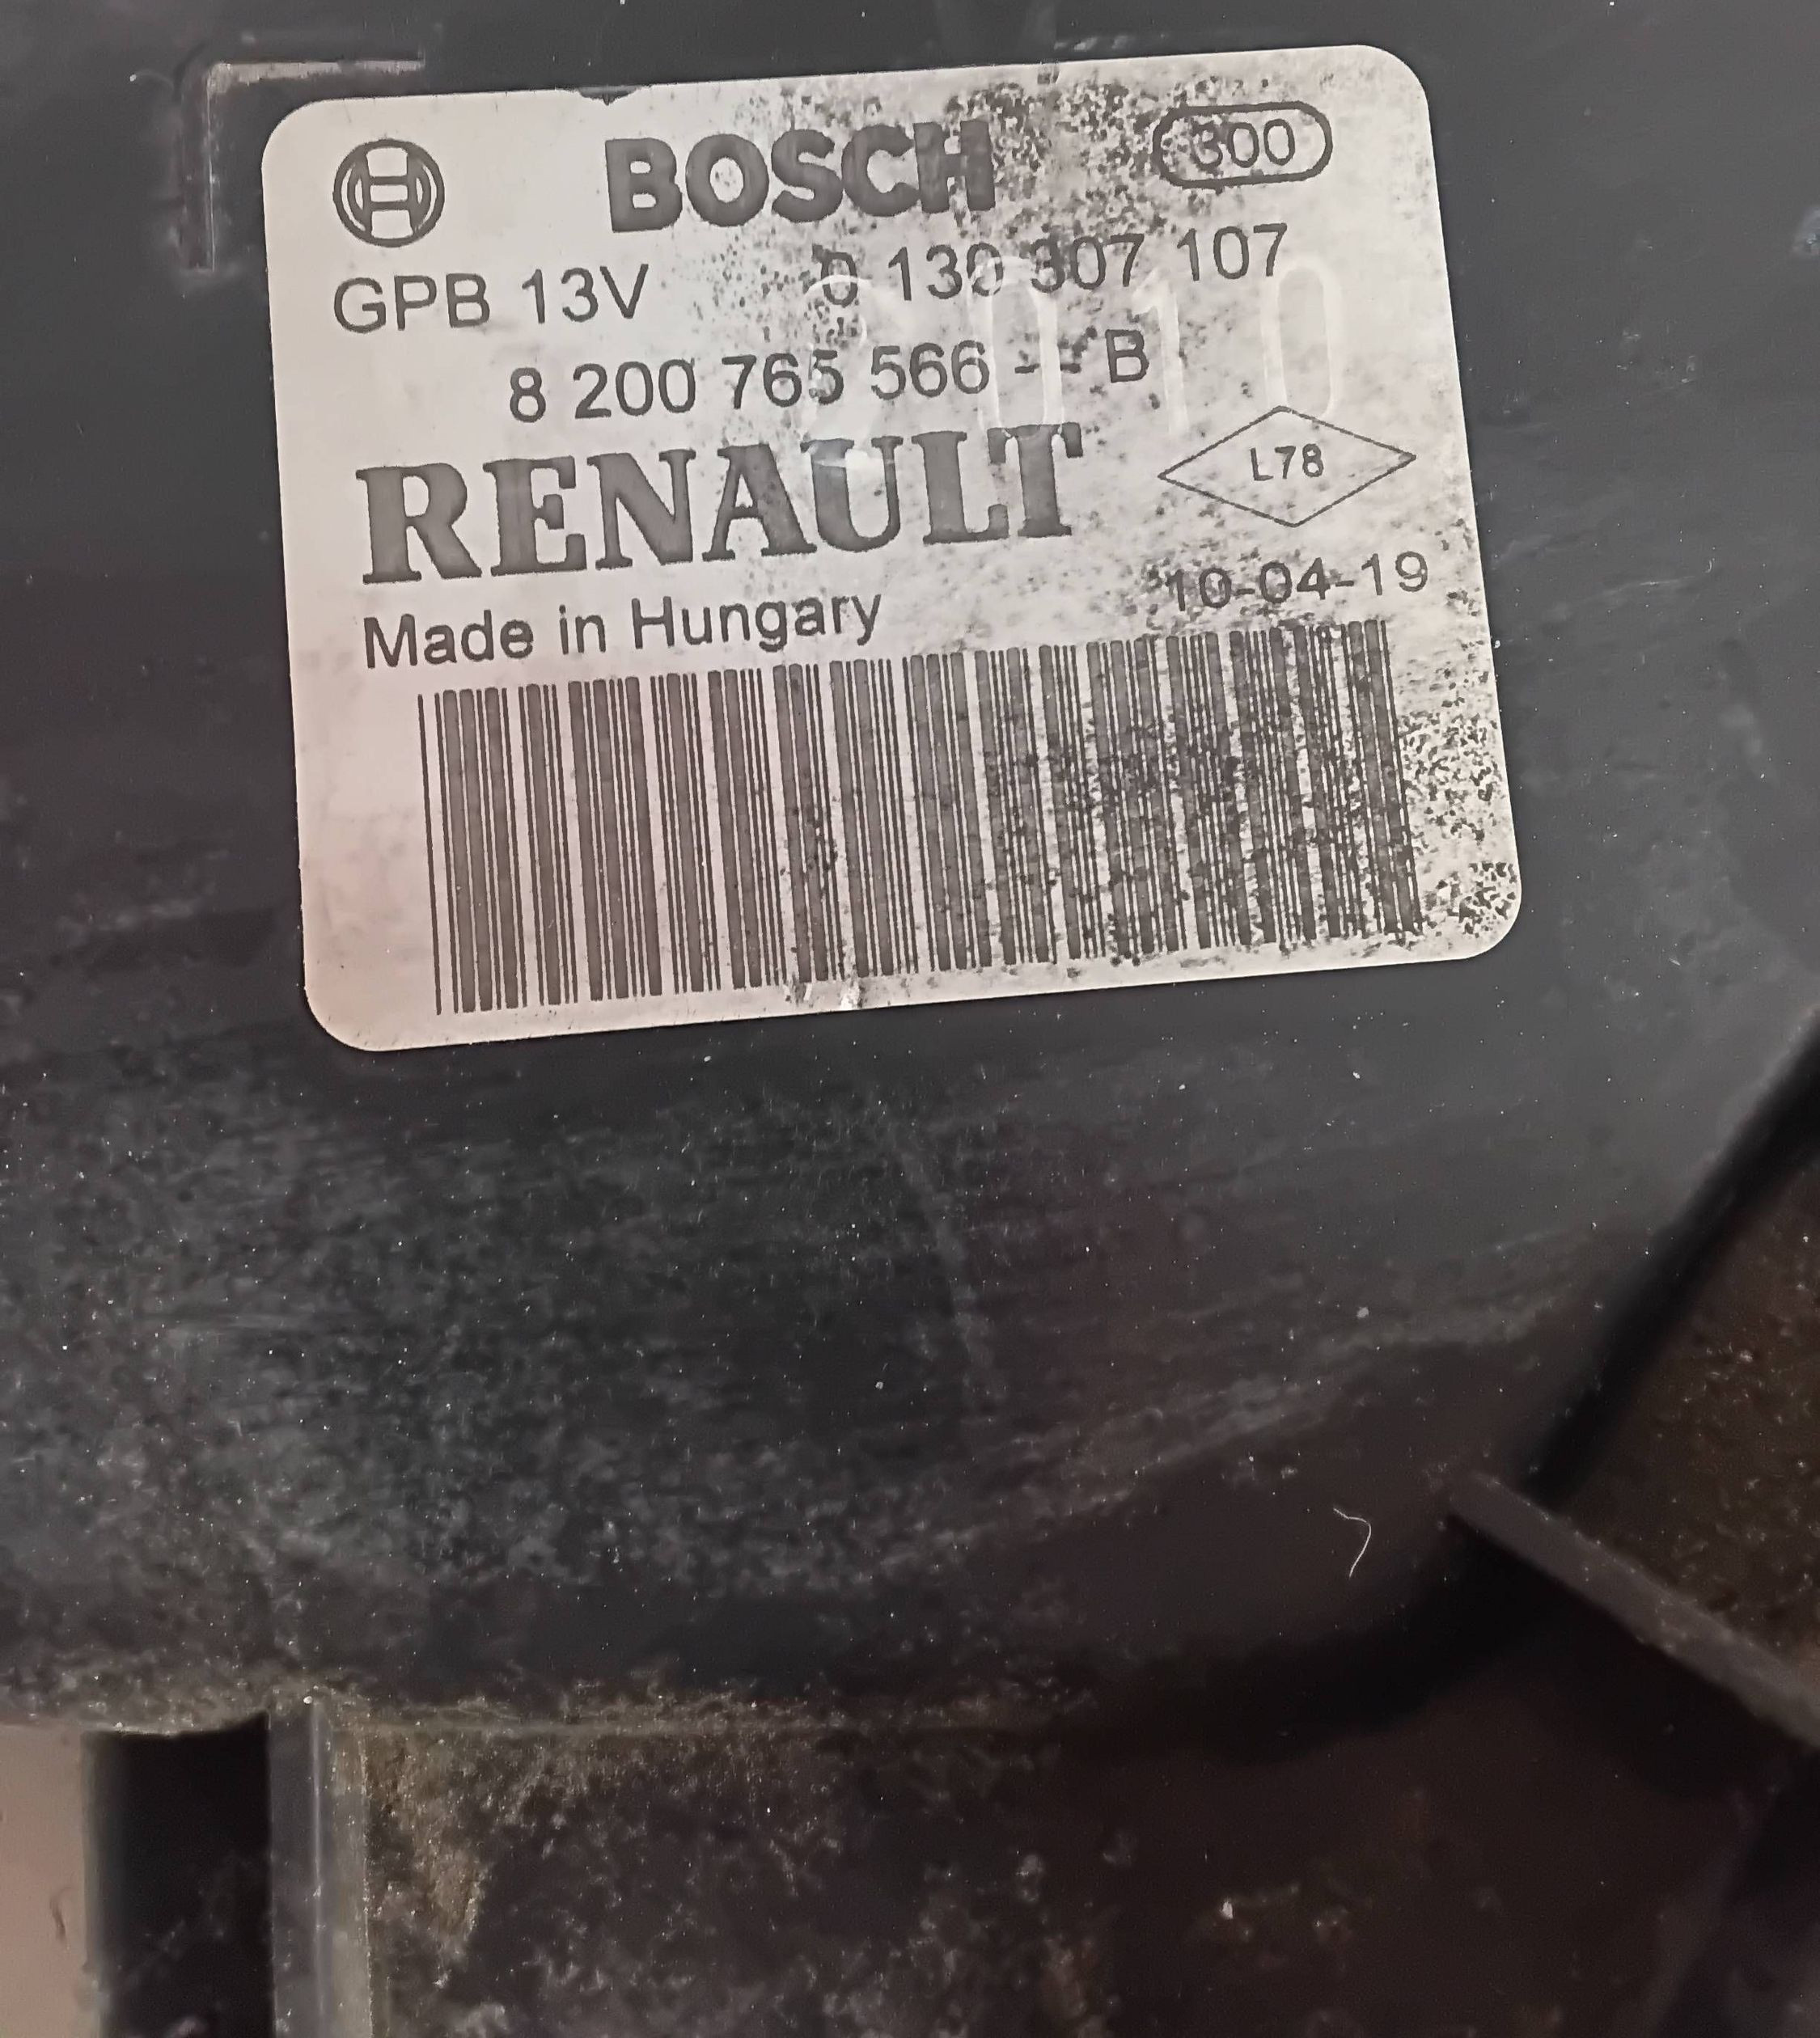 BOSCH 300
GPB 13V 0 130 307 107
8 200 765 566 - - B
RENAULT L78
Made in Hungary 10-04-19